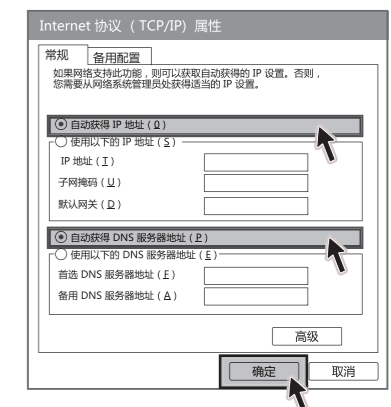 Internet 协议 （ TCP/IP) 属性
常规 备用配置
如果网络支持此功能，则可以获取自动获得的 IP 设置。否则，
您需要从网络系统管理员处获得适当的 IP 设置。
自动获得 IP 地址 ( O )
使用以下的 IP 地址 ( S )
IP 地址 ( I )
子网掩码 ( U )
默认网关 ( D )
自动获得 DNS 服务器地址 ( P )
使用以下的 DNS 服务器地址 ( E )
首选 DNS 服务器地址 ( F )
备用 DNS 服务器地址 ( A )
高级
确定 取消